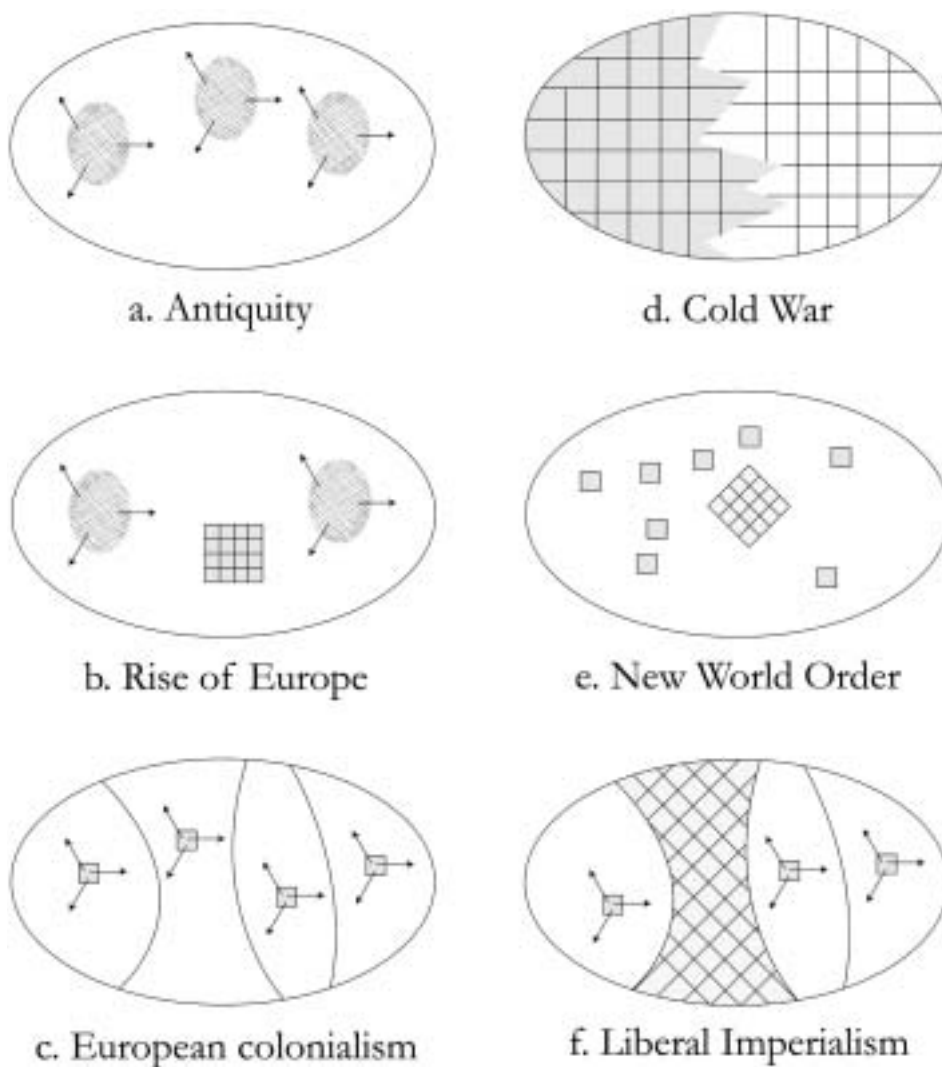 a. Antiquity
d. Cold War
b. Rise of Europe
e. New World Order
c. European colonialism
f. Liberal Imperialism